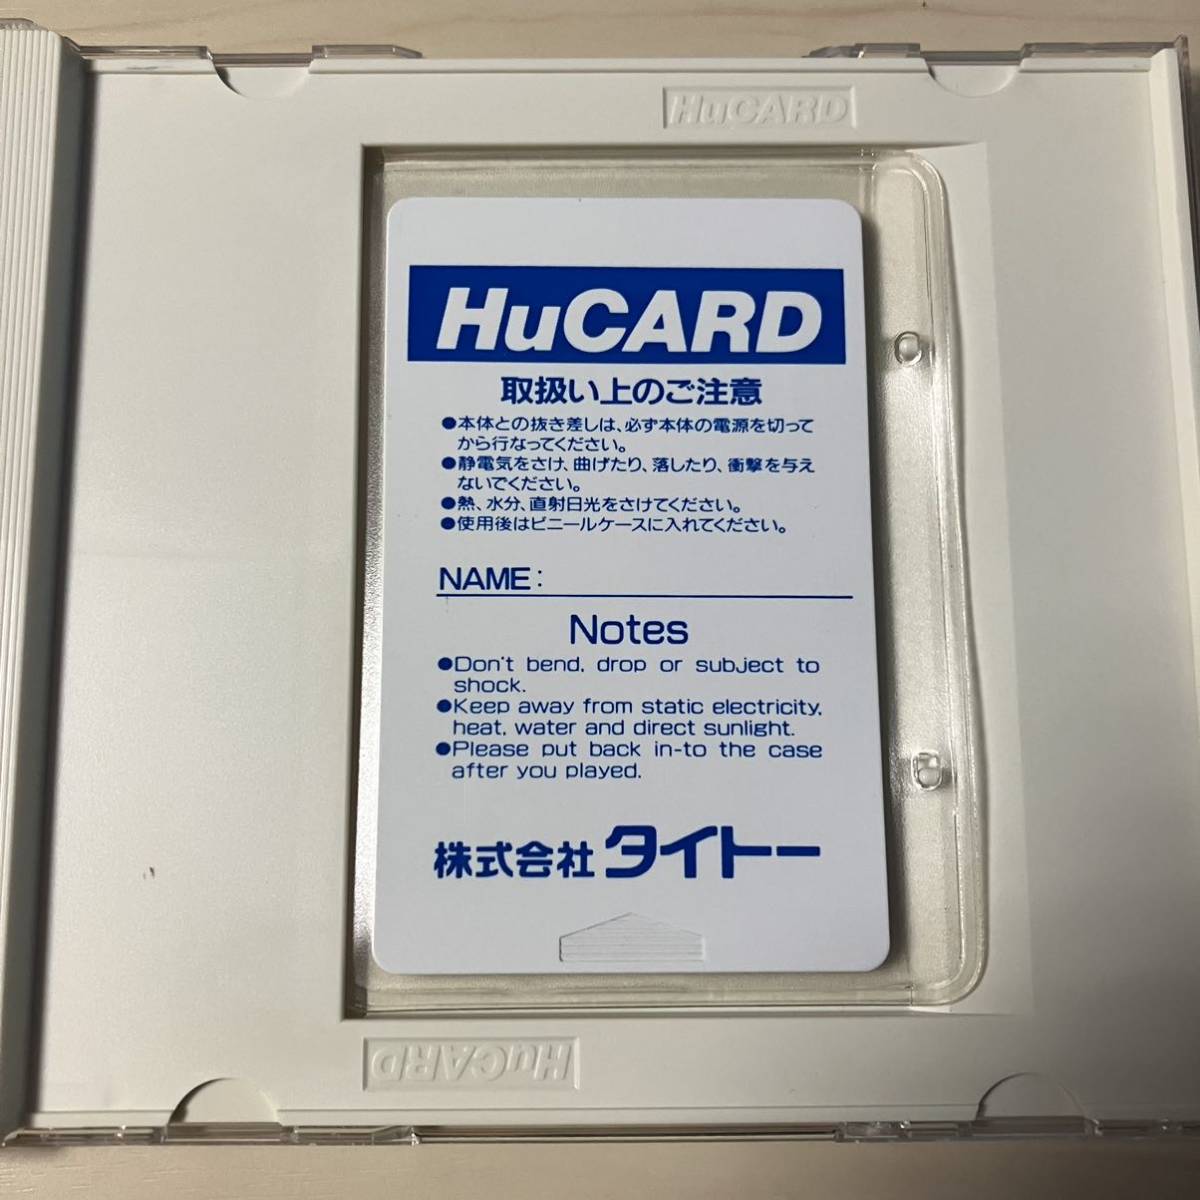 HuCARD
HuCARD
取扱い上のご注意
●本体との抜き差しは、必ず本体の電源を切って
から行なってください。
●静電気をさけ、曲げたり、落したり、衝撃を与え
ないでください。
●熱、水分、直射日光をさけてください。
●使用後はビニールケースに入れてください。
NAME:
Notes
●Don't bend, drop or subject to
shock.
●Keep away from static electricity,
heat, water and direct sunlight.
●Please put back in-to the case
after you played.
株式会社タイトー
HuCARD